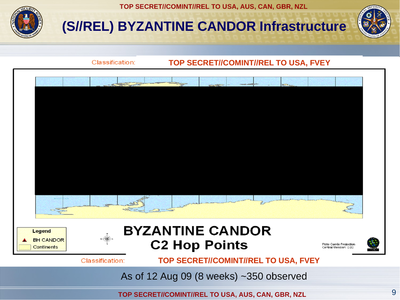 TOP SECRET//COMINT//REL TO USA, AUS, CAN, GBR, NZL
(S//REL) BYZANTINE CANDOR Infrastructure
Classification: TOP SECRET//COMINT//REL TO USA, FVEY
Legend
BH CANDOR
Continents
BYZANTINE CANDOR
C2 Hop Points
Classification: TOP SECRET//COMINT//REL TO USA, FVEY
As of 12 Aug 09 (8 weeks) ~350 observed
TOP SECRET//COMINT//REL TO USA, AUS, CAN, GBR, NZL
9